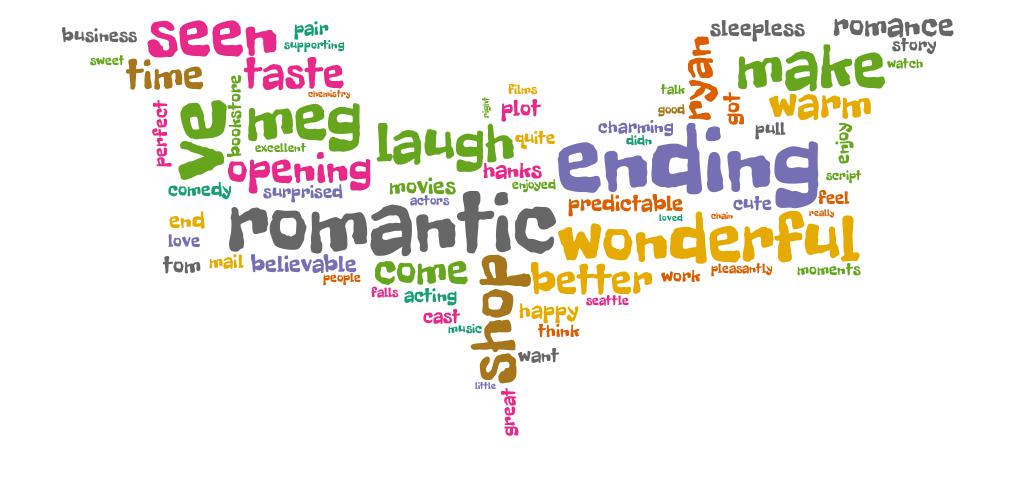 business
seen
pair
supporting
sweet
time
taste
chemistry
perfect
ve
bookstore
meg
excellent
opening
comedy
surprised
films
right
plot
laugh
quite
hanks
enjoyed
movies
actors
sleepless
romance
story
ryan
make
watch
talk
good
got
warm
charming
didn
pull
enjoy
ending
script
predictable
loved
cute
chain
feel
really
end
love
romantic
wonderful
tom
mail
believable
people
come
falls
acting
cast
music
shop
better
work
pleasantly
moments
seattle
happy
think
want
little
great